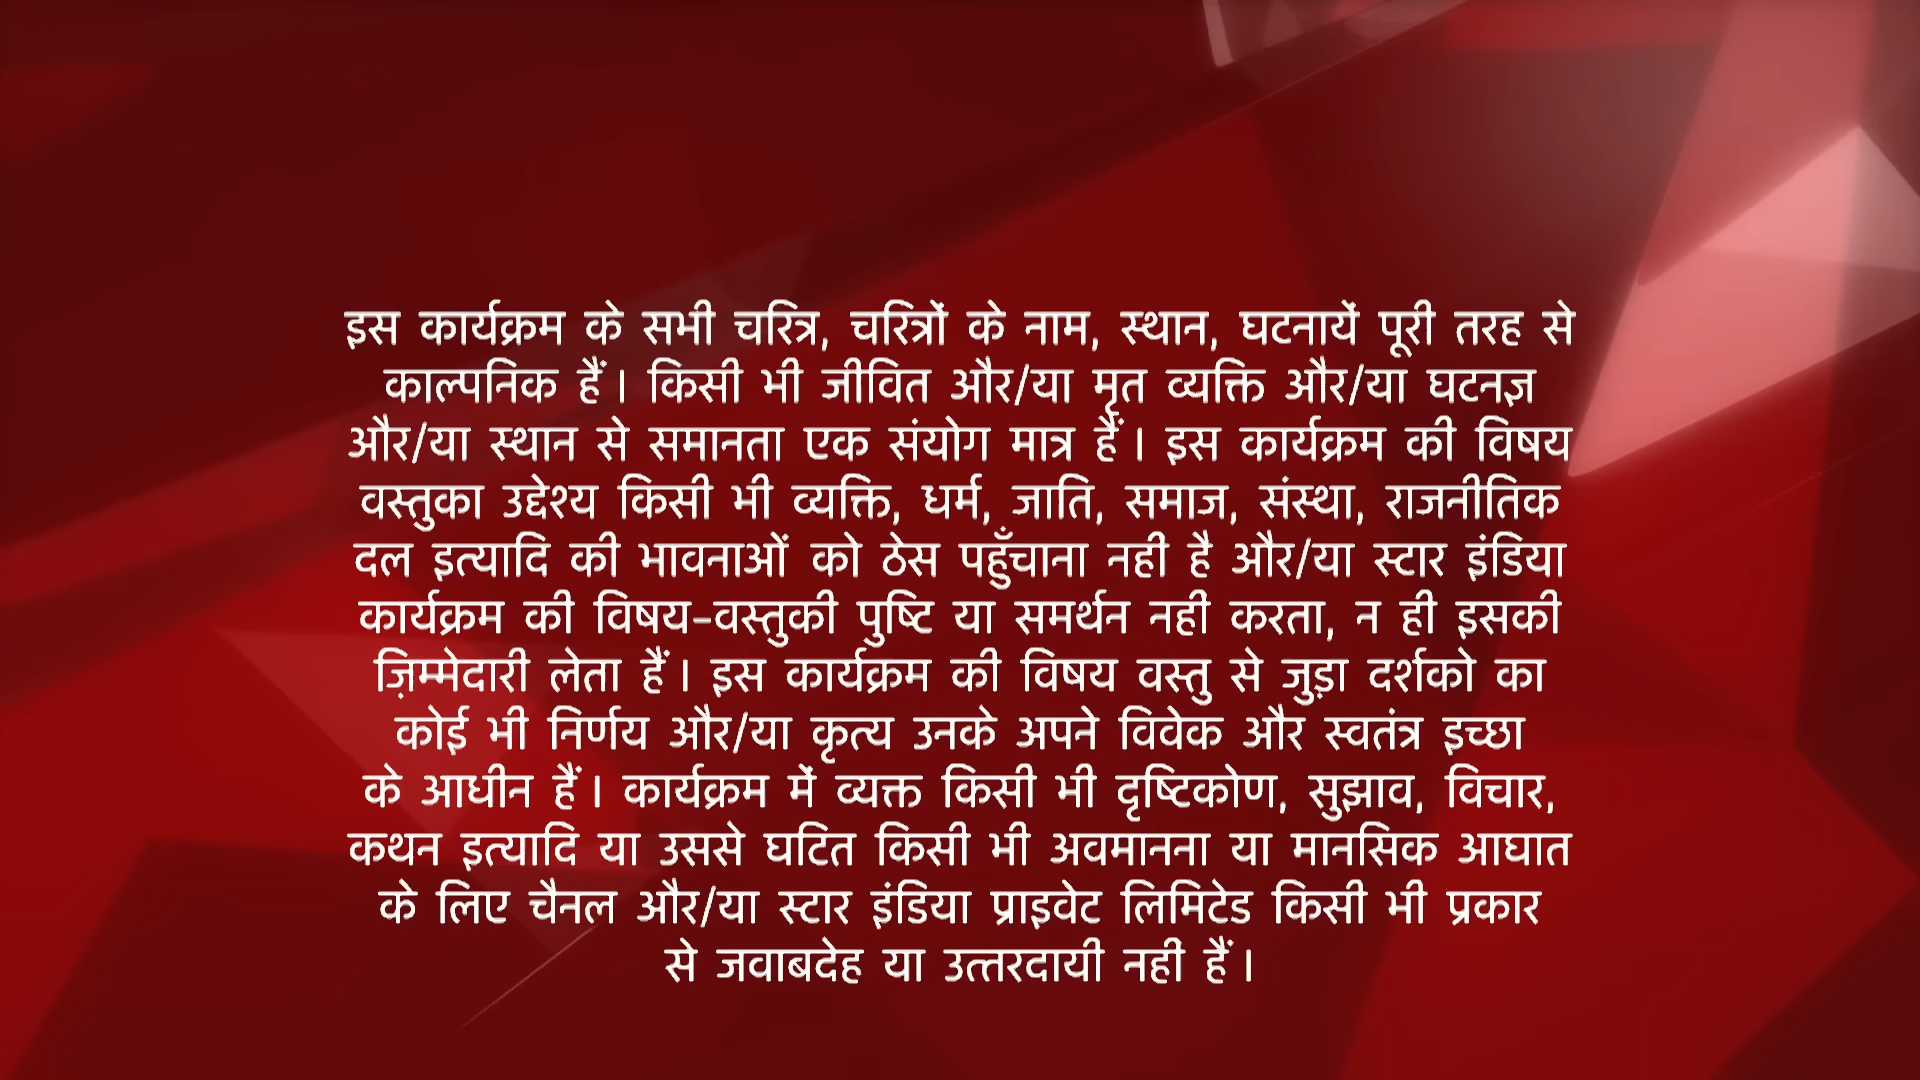 इस कार्यक्रम के सभी चरित्र, चरित्रों के नाम, स्थान, घटनायें पूरी तरह से
काल्पनिक हैं। किसी भी जीवित और/या मृत व्यक्ति और/या घटनज्ञ
और/या स्थान से समानता एक संयोग मात्र हैं। इस कार्यक्रम की विषय
वस्तुका उद्देश्य किसी भी व्यक्ति, धर्म, जाति, समाज, संस्था, राजनीतिक
दल इत्यादि की भावनाओं को ठेस पहुँचाना नही है और/या स्टार इंडिया
कार्यक्रम की विषय-वस्तुकी पुष्टि या समर्थन नही करता, न ही इसकी
ज़िम्मेदारी लेता हैं। इस कार्यक्रम की विषय वस्तु से जुड़ा दर्शको का
कोई भी निर्णय और/या कृत्य उनके अपने विवेक और स्वतंत्र इच्छा
के आधीन हैं। कार्यक्रम में व्यक्त किसी भी दृष्टिकोण, सुझाव, विचार,
कथन इत्यादि या उससे घटित किसी भी अवमानना या मानसिक आघात
के लिए चैनल और/या स्टार इंडिया प्राइवेट लिमिटेड किसी भी प्रकार
से जवाबदेह या उत्तरदायी नही हैं।